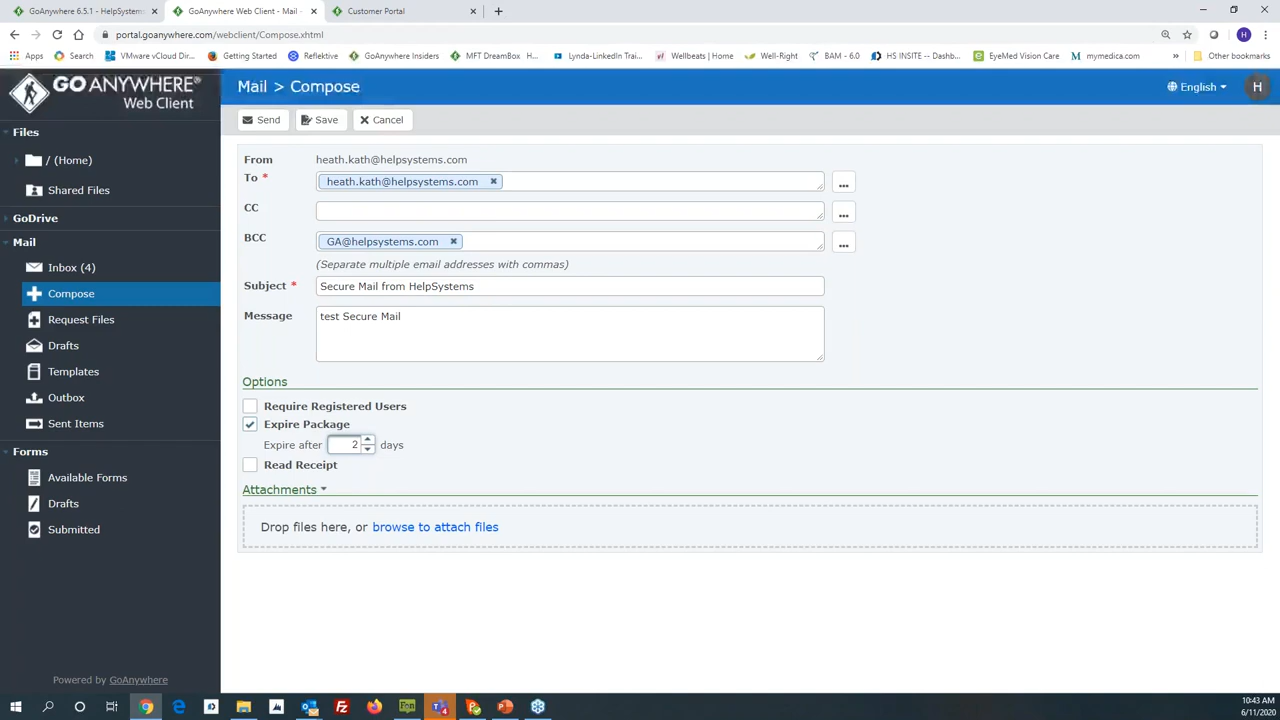 GoAnywhere 6.5.1 - HelpSystems
GoAnywhere Web Client - Mail -
Customer Portal
portal.goanywhere.com/webclient/Compose.xhtml
Apps
Search
VMware vCloud Direc...
Getting Started
Reflektive
GoAnywhere Insiders
MFT DreamBox H...
Lynda-LinkedIn Trai...
Wellbeats | Home
Well-Right
BAM - 6.0
HS INSITE -- Dashb...
EyeMed Vision Care
mymedica.com
»
Other bookmarks
GOANYWHERE®
Web Client
Mail > Compose
English
H
Send
Save
Cancel
Files
/ (Home)
Shared Files
GoDrive
Mail
Inbox (4)
Compose
Request Files
Drafts
Templates
Outbox
Sent Items
Forms
Available Forms
Drafts
Submitted
Powered by GoAnywhere
From heath.kath@helpsystems.com
To * heath.kath@helpsystems.com
...
CC
...
BCC GA@helpsystems.com
...
(Separate multiple email addresses with commas)
Subject * Secure Mail from HelpSystems
Message test Secure Mail
Options
Require Registered Users
Expire Package
Expire after 2 days
Read Receipt
Attachments
Drop files here, or browse to attach files
10:43 AM
6/11/2020